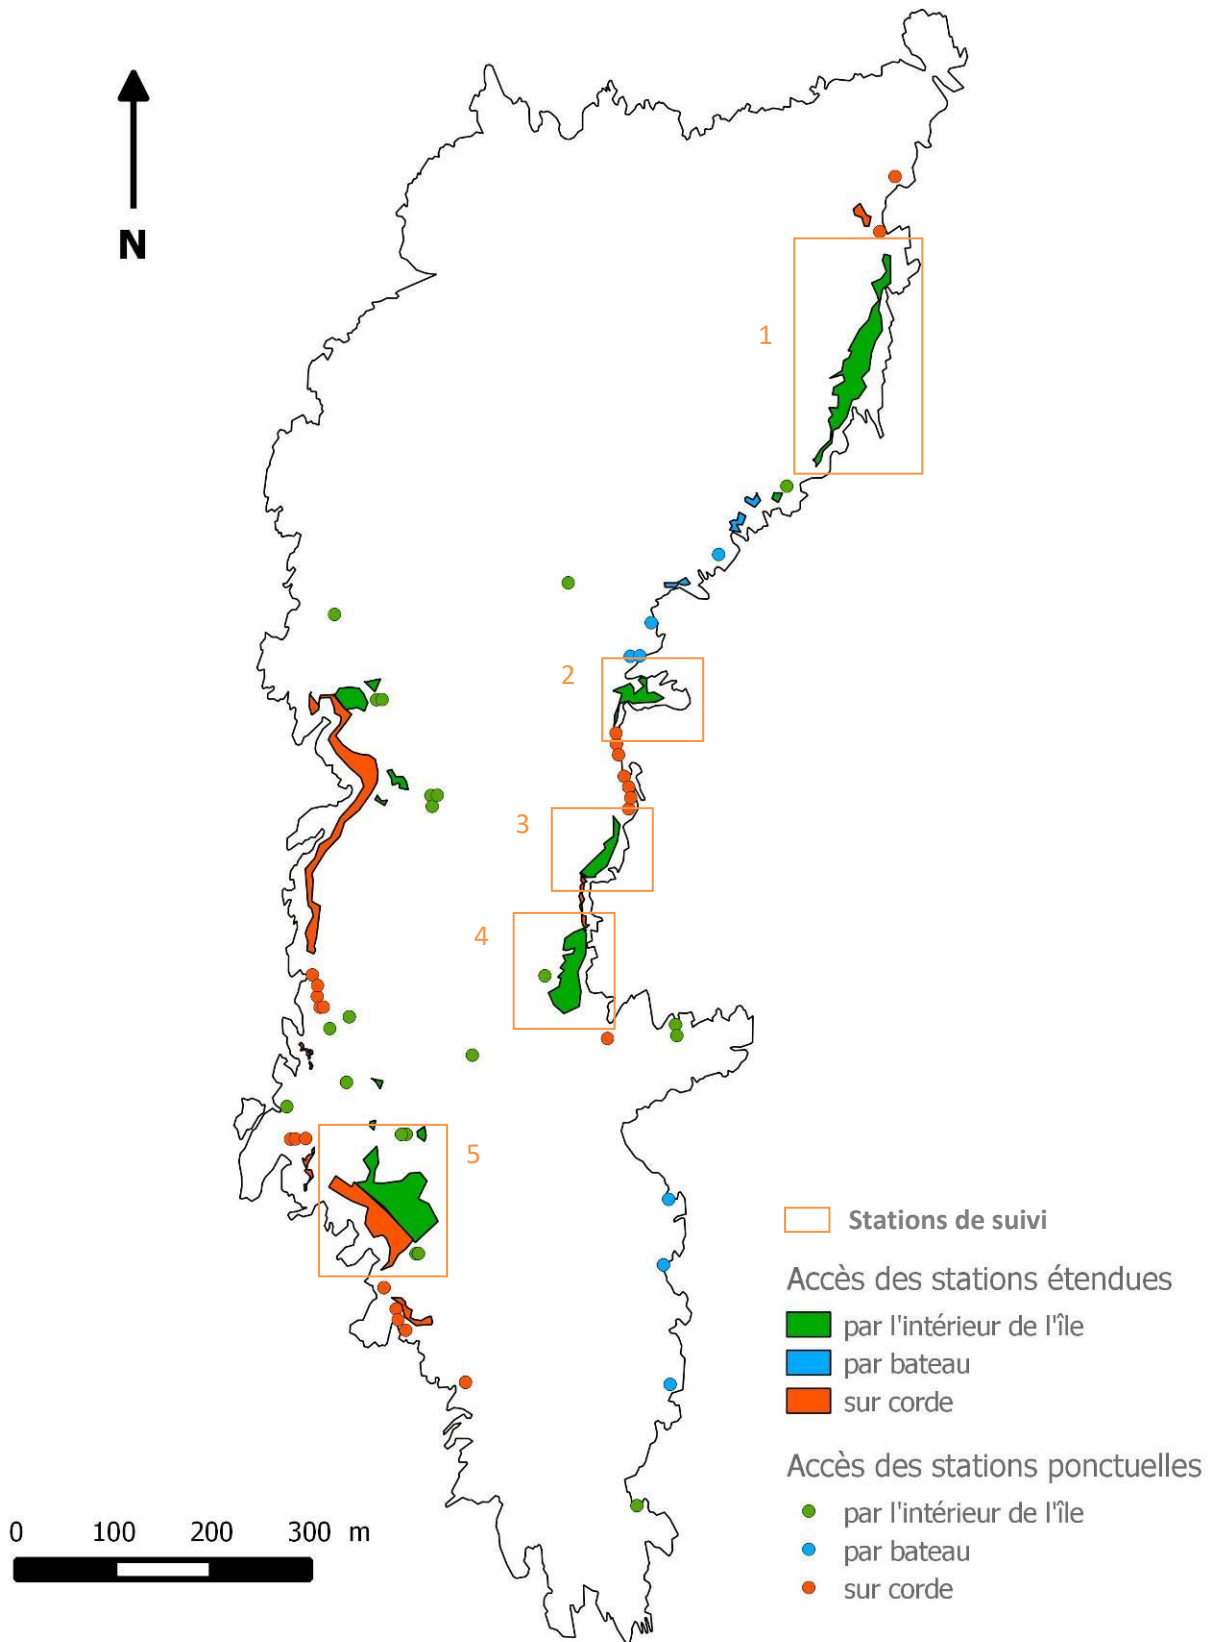 N
1
2
3
4
5
Stations de suivi
Accès des stations étendues
par l'intérieur de l'île
par bateau
sur corde
Accès des stations ponctuelles
par l'intérieur de l'île
par bateau
sur corde
0 100 200 300 m